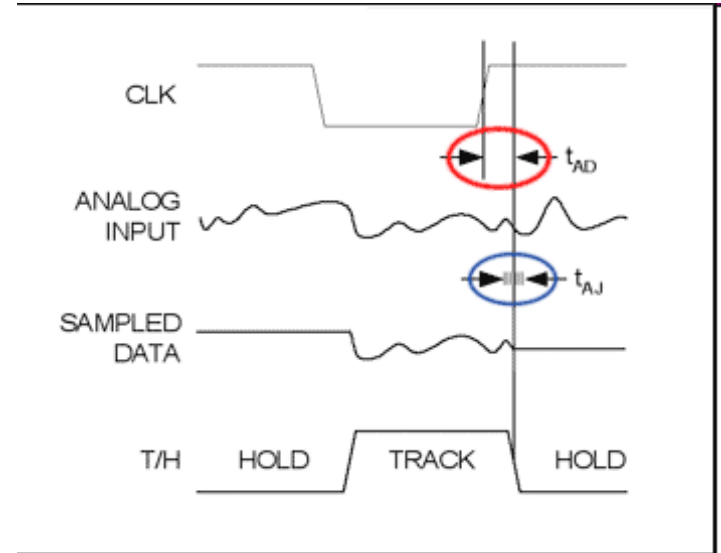 CLK
tAD
ANALOG
INPUT
tAJ
SAMPLED
DATA
T/H HOLD TRACK HOLD